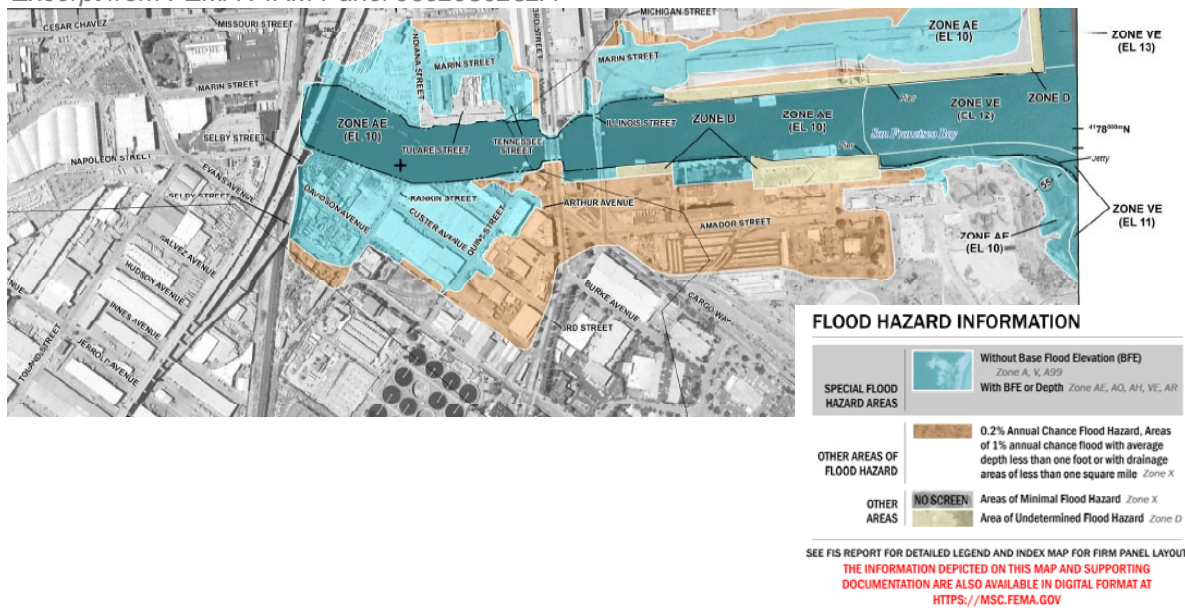 CESAR CHAVEZ
MISSOURI STREET
INDIANA STREET
3RD STREET
MICHIGAN STREET
ZONE AE
(EL 10)
ZONE VE
(EL 13)
MARIN STREET
MARIN STREET
MARIN STREET
Pier
ZONE D
SELBY STREET
ZONE AE
(EL 10)
TULARE STREET
TENNESSEE
STREET
ILLINOIS STREET
ZONE D
ZONE AE
(EL 10)
ZONE VE
(EL 12)
San Francisco Bay
4178000mN
Pier
Jetty
NAPOLEON STREET
EVANS AVENUE
SELBY STREET
DAVIDSON AVENUE
RANKIN STREET
CUSTER AVENUE
QUINT STREET
ARTHUR AVENUE
AMADOR STREET
55
ZONE VE
(EL 11)
ZONE AE
(EL 10)
GALVEZ AVENUE
HUDSON AVENUE
INNES AVENUE
JERROLD AVENUE
TOLAND STREET
BURKE AVENUE
CARGO WAY
3RD STREET
FLOOD HAZARD INFORMATION
SPECIAL FLOOD
HAZARD AREAS
Without Base Flood Elevation (BFE)
Zone A, V, A99
With BFE or Depth Zone AE, AO, AH, VE, AR
OTHER AREAS OF
FLOOD HAZARD
0.2% Annual Chance Flood Hazard, Areas
of 1% annual chance flood with average
depth less than one foot or with drainage
areas of less than one square mile Zone X
OTHER
AREAS
NO SCREEN Areas of Minimal Flood Hazard Zone X
Area of Undetermined Flood Hazard Zone D
SEE FIS REPORT FOR DETAILED LEGEND AND INDEX MAP FOR FIRM PANEL LAYOUT
THE INFORMATION DEPICTED ON THIS MAP AND SUPPORTING
DOCUMENTATION ARE ALSO AVAILABLE IN DIGITAL FORMAT AT
HTTPS://MSC.FEMA.GOV